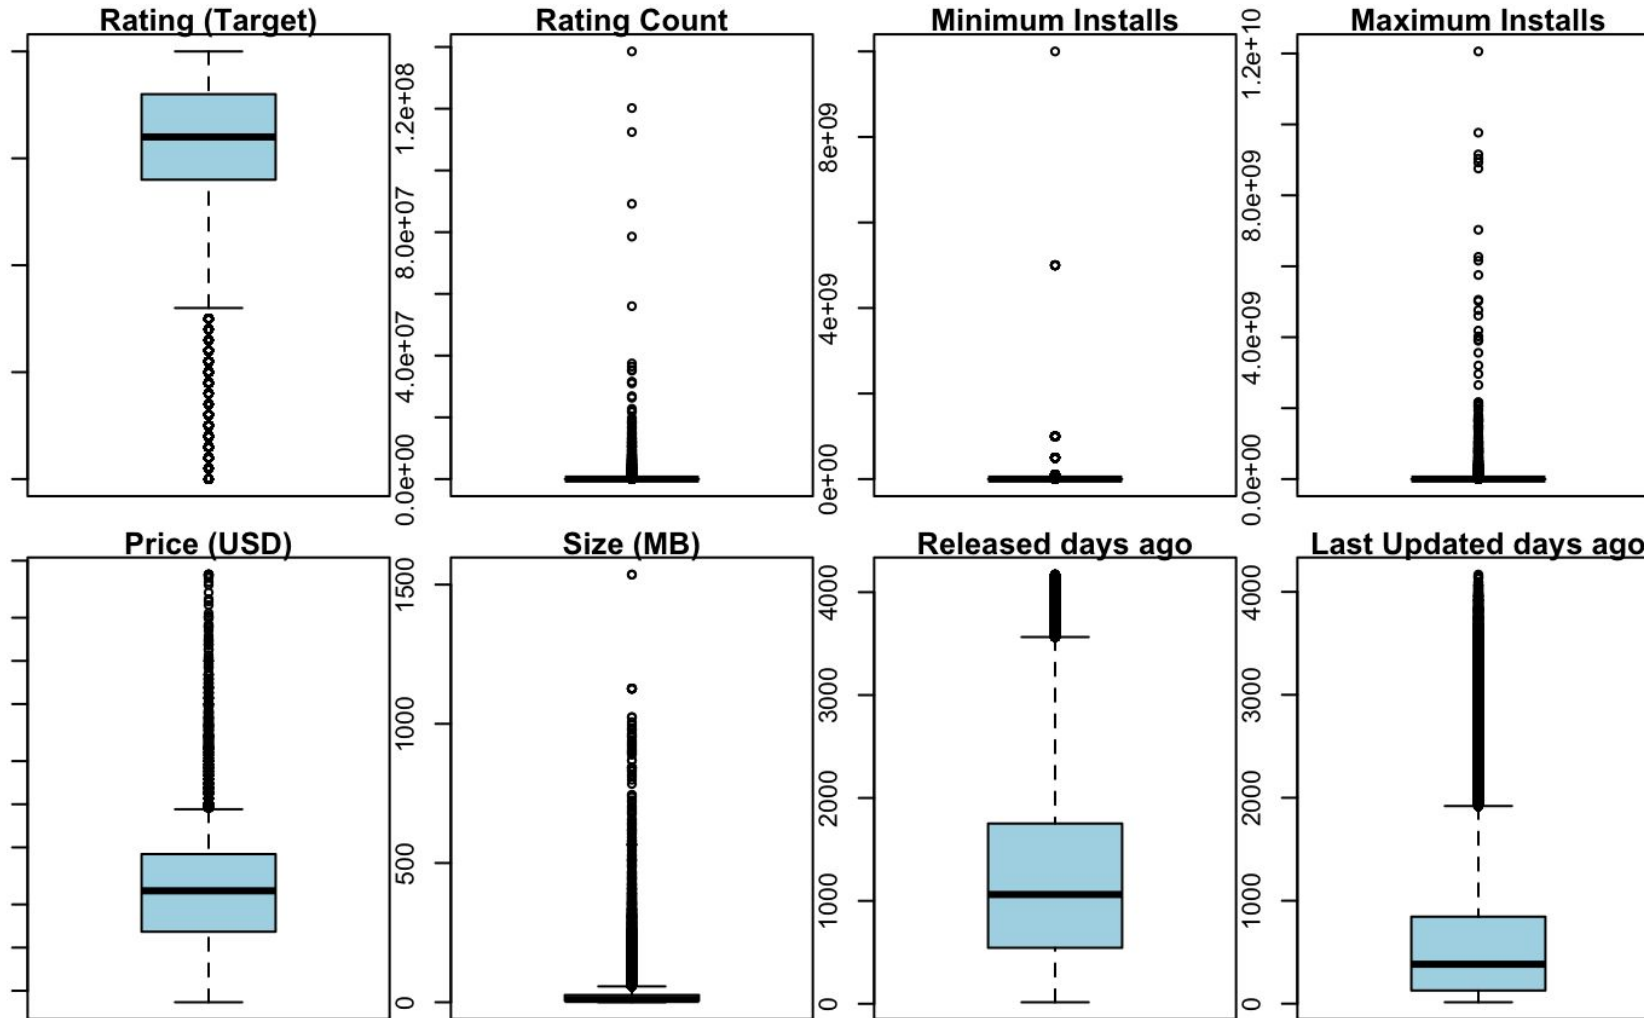 Rating (Target)
Rating Count
Minimum Installs
Maximum Installs
1.2e+08
8.0e+07
4.0e+07
0.0e+00
8e+09
4e+09
0e+00
1.2e+10
8.0e+09
4.0e+09
0.0e+00
Price (USD)
Size (MB)
Released days ago
Last Updated days ago
1500
1000
500
0
4000
3000
2000
1000
0
4000
3000
2000
1000
0